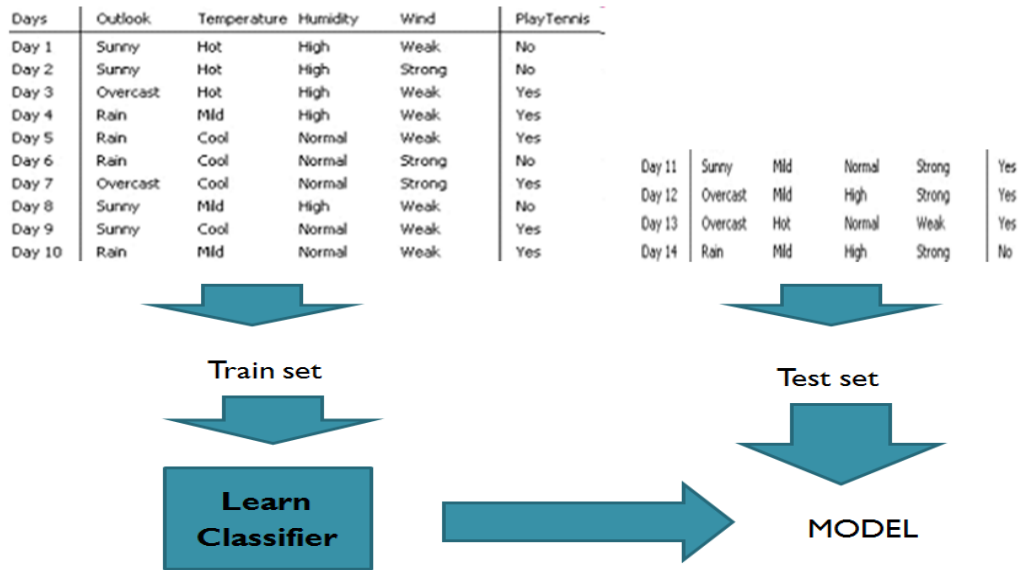 Days Outlook Temperature Humidity Wind PlayTennis
Day 1 Sunny Hot High Weak No
Day 2 Sunny Hot High Strong No
Day 3 Overcast Hot High Weak Yes
Day 4 Rain Mild High Weak Yes
Day 5 Rain Cool Normal Weak Yes
Day 6 Rain Cool Normal Strong No
Day 7 Overcast Cool Normal Strong Yes
Day 8 Sunny Mild High Weak No
Day 9 Sunny Cool Normal Weak Yes
Day 10 Rain Mild Normal Weak Yes
Day 11 Sunny Mild Normal Strong Yes
Day 12 Overcast Mild High Strong Yes
Day 13 Overcast Hot Normal Weak Yes
Day 14 Rain Mild High Strong No
Train set
Test set
Learn
Classifier
MODEL